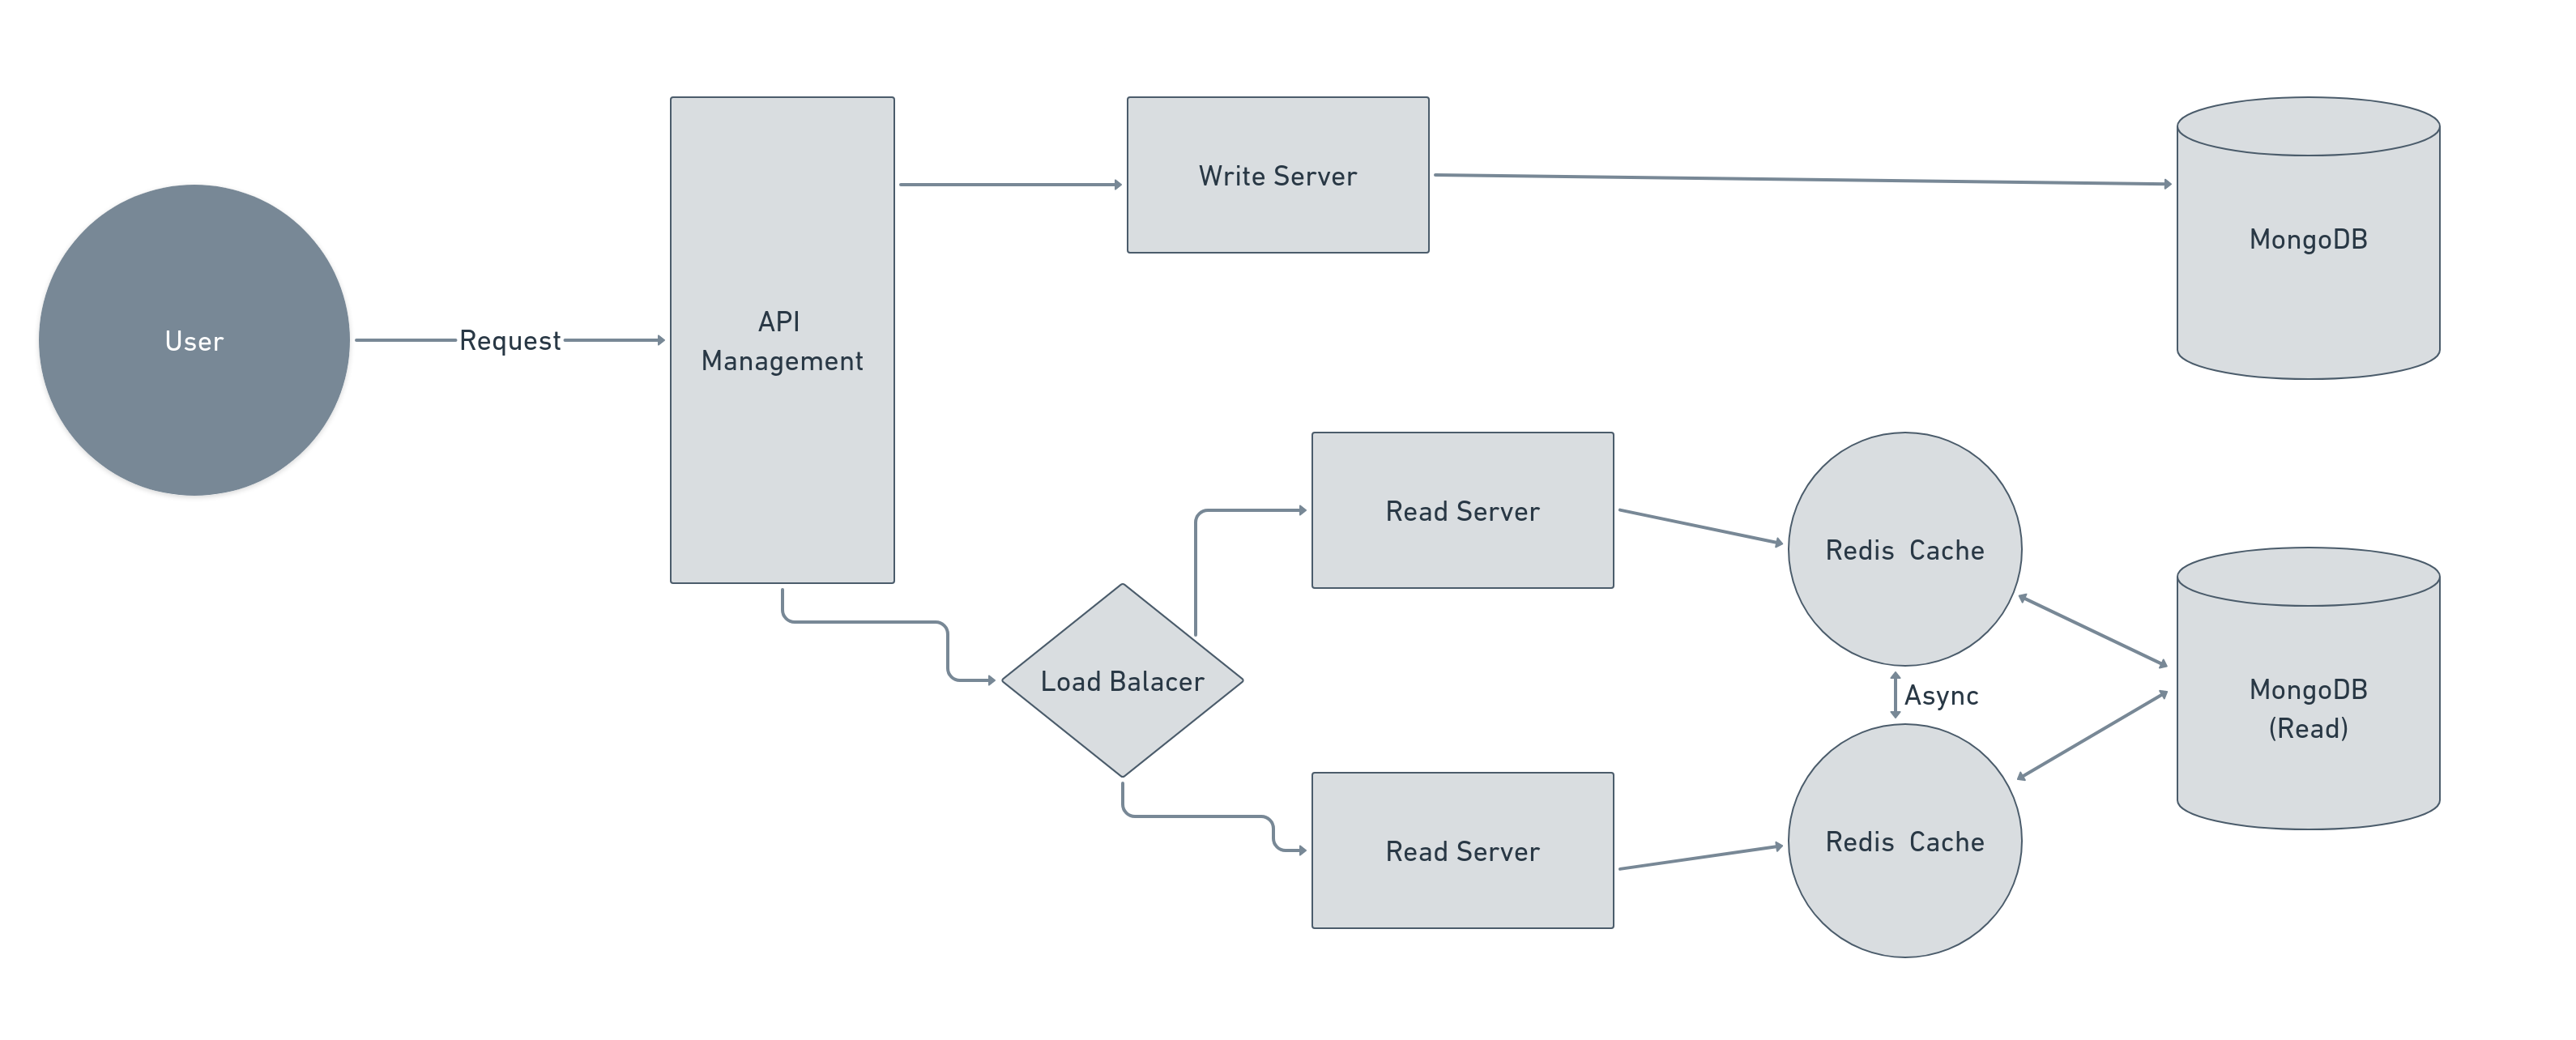 User
Request
API
Management
Write Server
MongoDB
Load Balacer
Read Server
Redis  Cache
Async
MongoDB
(Read)
Read Server
Redis  Cache